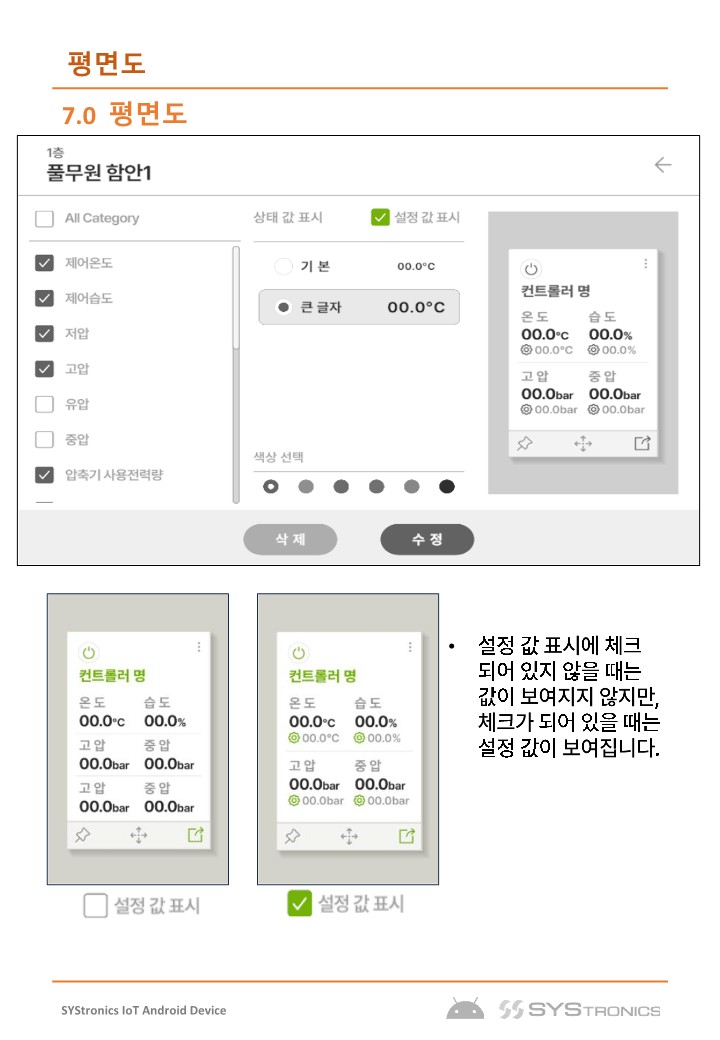 평면도
7.0 평면도
1층
풀무원 함안1
All Category
제어온도
제어습도
저압
고압
유압
중압
압축기 사용전력량
상태 값 표시
설정 값 표시
기 본 00.0°C
큰 글자 00.0°C
색상 선택
컨트롤러 명
온 도 습 도
00.0°C 00.0%
00.0°C 00.0%
고 압 중 압
00.0bar 00.0bar
00.0bar 00.0bar
삭 제
수 정
컨트롤러 명
온 도 습 도
00.0°C 00.0%
고 압 중 압
00.0bar 00.0bar
고 압 중 압
00.0bar 00.0bar
설정 값 표시
컨트롤러 명
온 도 습 도
00.0°C 00.0%
00.0°C 00.0%
고 압 중 압
00.0bar 00.0bar
00.0bar 00.0bar
설정 값 표시
• 설정 값 표시에 체크
되어 있지 않을 때는
값이 보여지지 않지만,
체크가 되어 있을 때는
설정 값이 보여집니다.
SYStronics IoT Android Device
SYSTRONICS